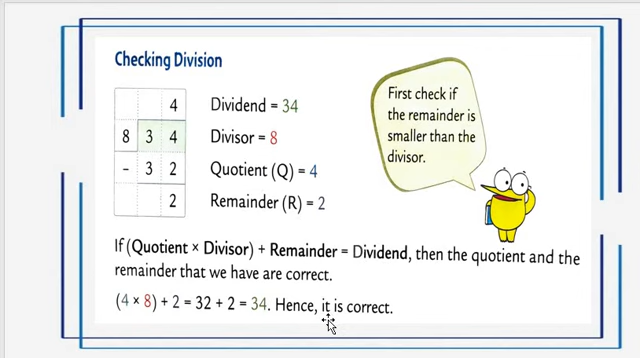 Checking Division
4
8 3 4
- 3 2
2
Dividend = 34
Divisor = 8
Quotient (Q) = 4
Remainder (R) = 2
First check if
the remainder is
smaller than the
divisor.
If (Quotient × Divisor) + Remainder = Dividend, then the quotient and the
remainder that we have are correct.
(4 × 8) + 2 = 32 + 2 = 34. Hence, it is correct.